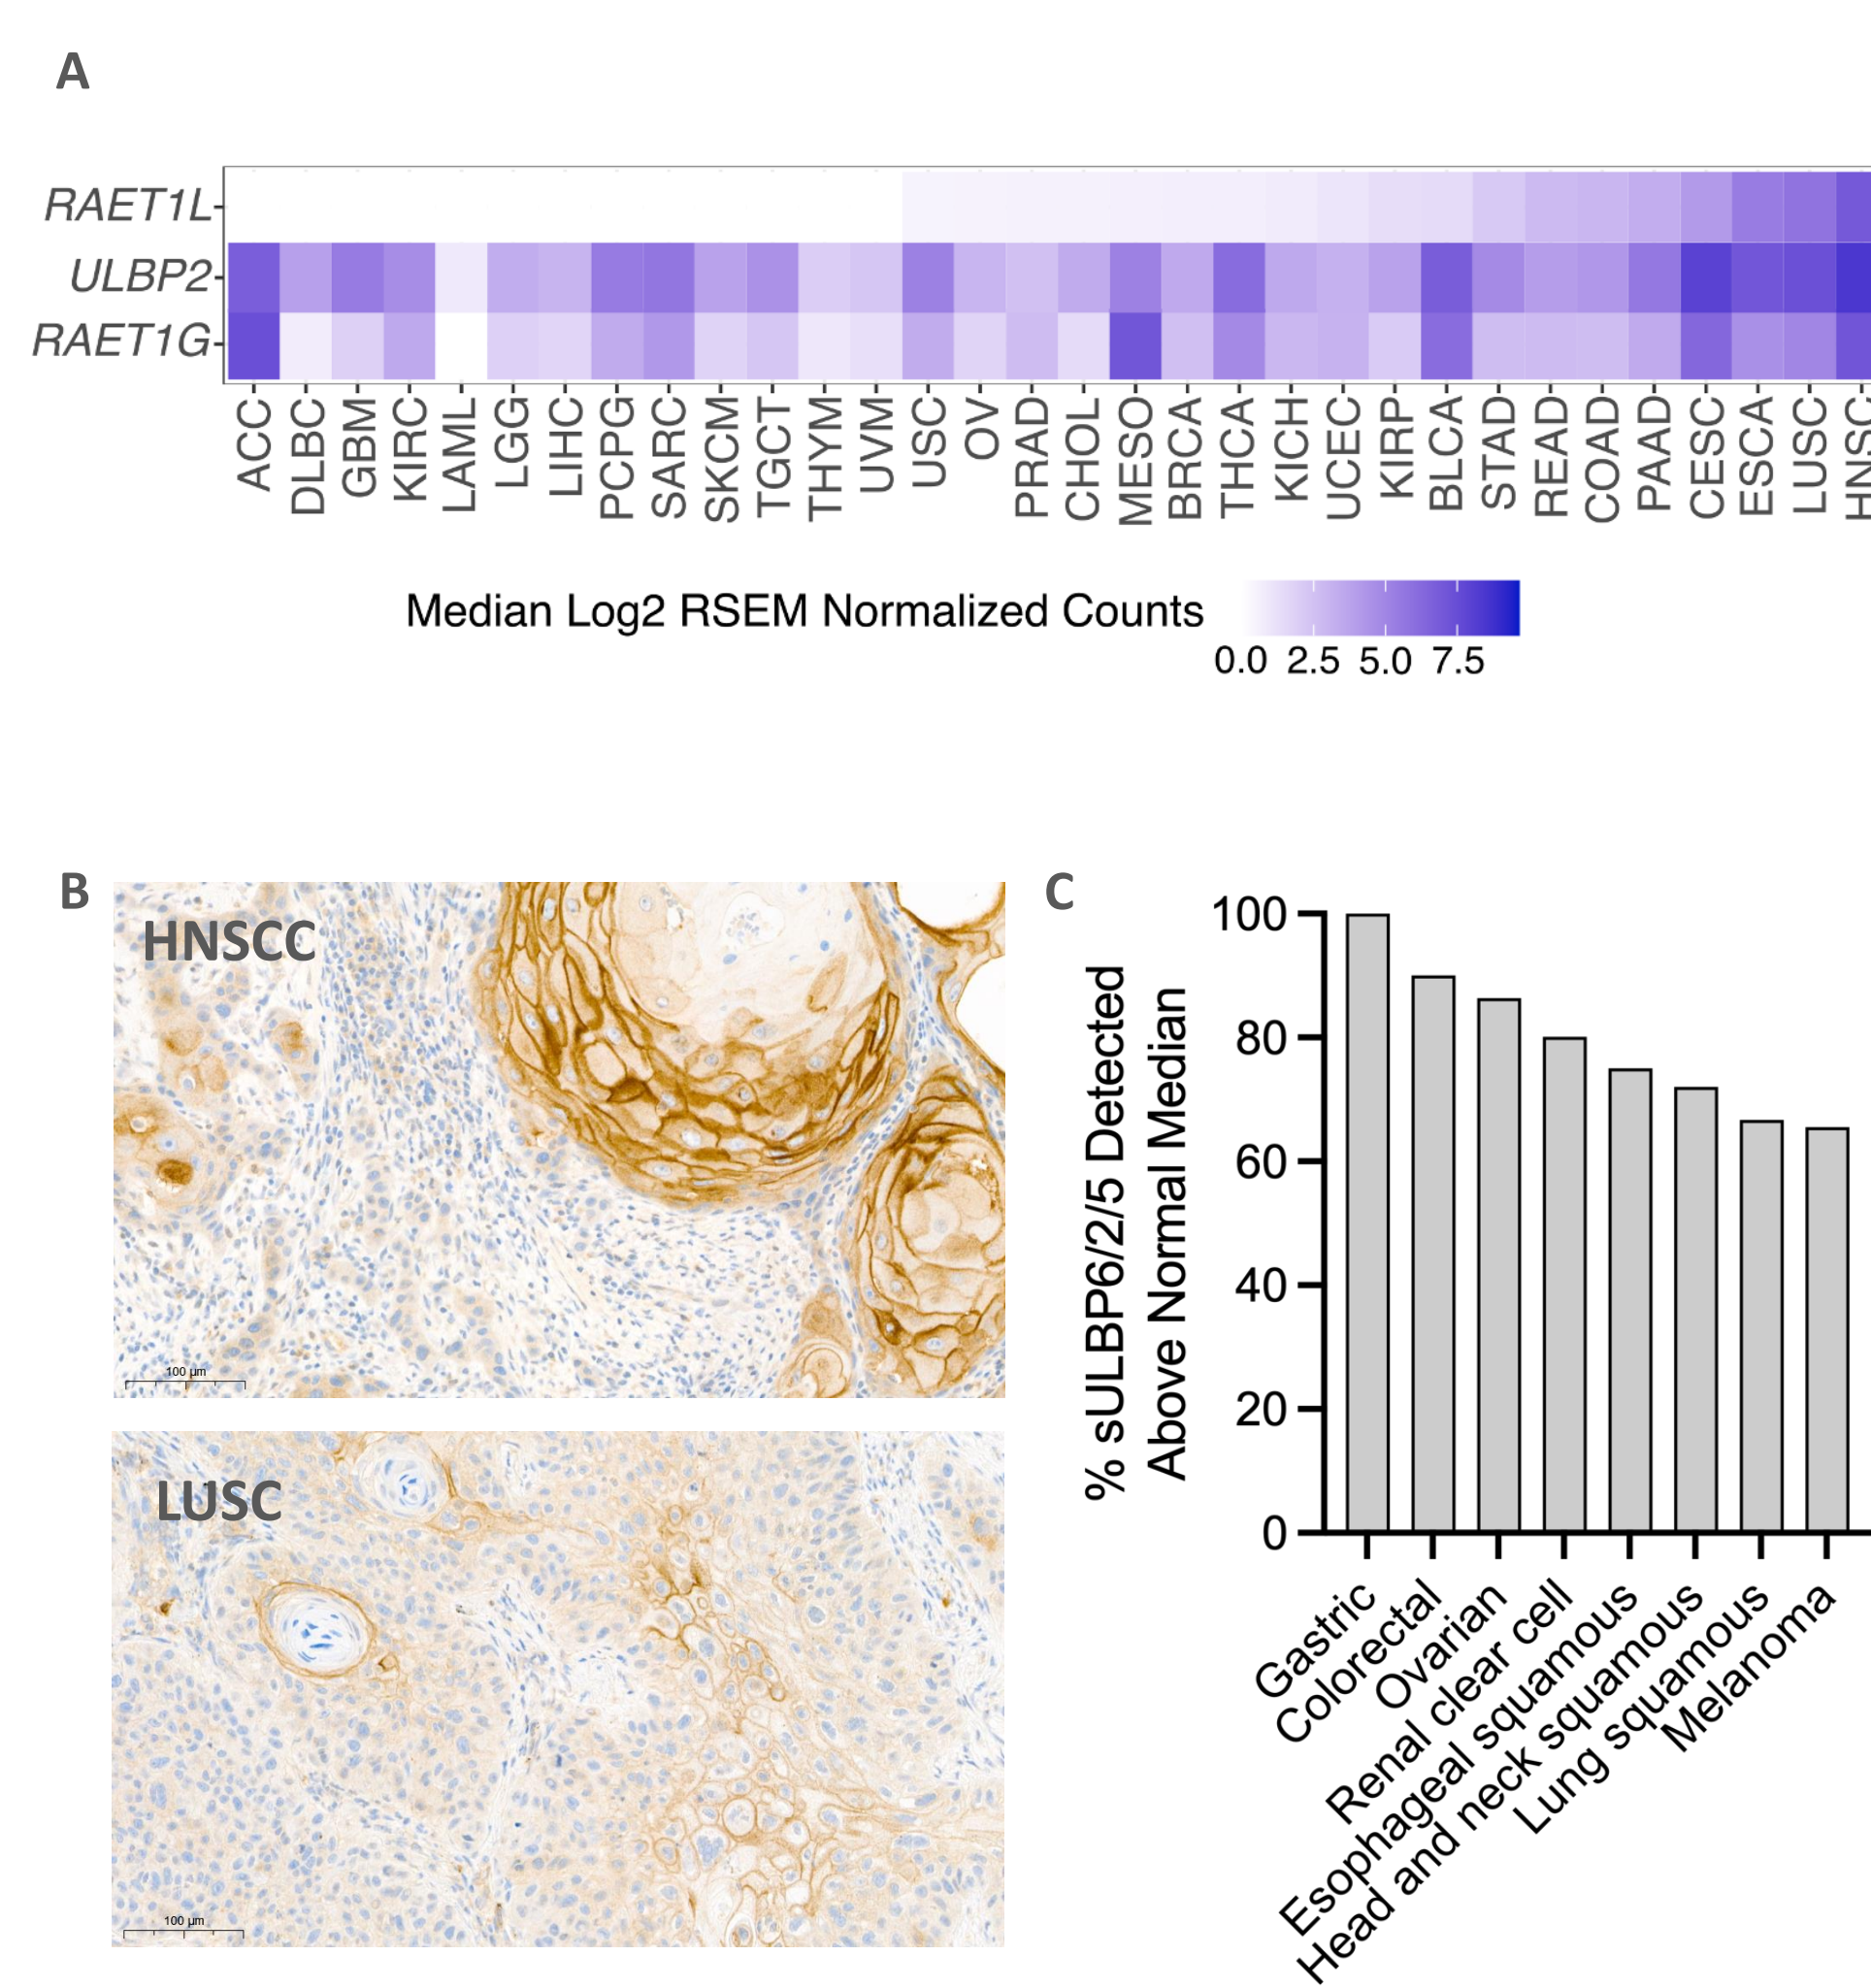 A
RAET1L
ULBP2
RAET1G
ACC DLBC GBM KIRC LAML LGG LIHC PCPG SARC SKCM TGCT THYM UVM USC OV PRAD CHOL MESO BRCA THCA KICH UCEC KIRP BLCA STAD READ COAD PAAD CESC ESCA LUSC HNSC
Median Log2 RSEM Normalized Counts
0.0 2.5 5.0 7.5
B
HNSCC
100 µm
LUSC
100 µm
C
% sULBP6/2/5 Detected
Above Normal Median
100
80
60
40
20
0
Gastric
Colorectal
Ovarian
Renal clear cell
Esophageal squamous
Head and neck squamous
Lung squamous
Melanoma